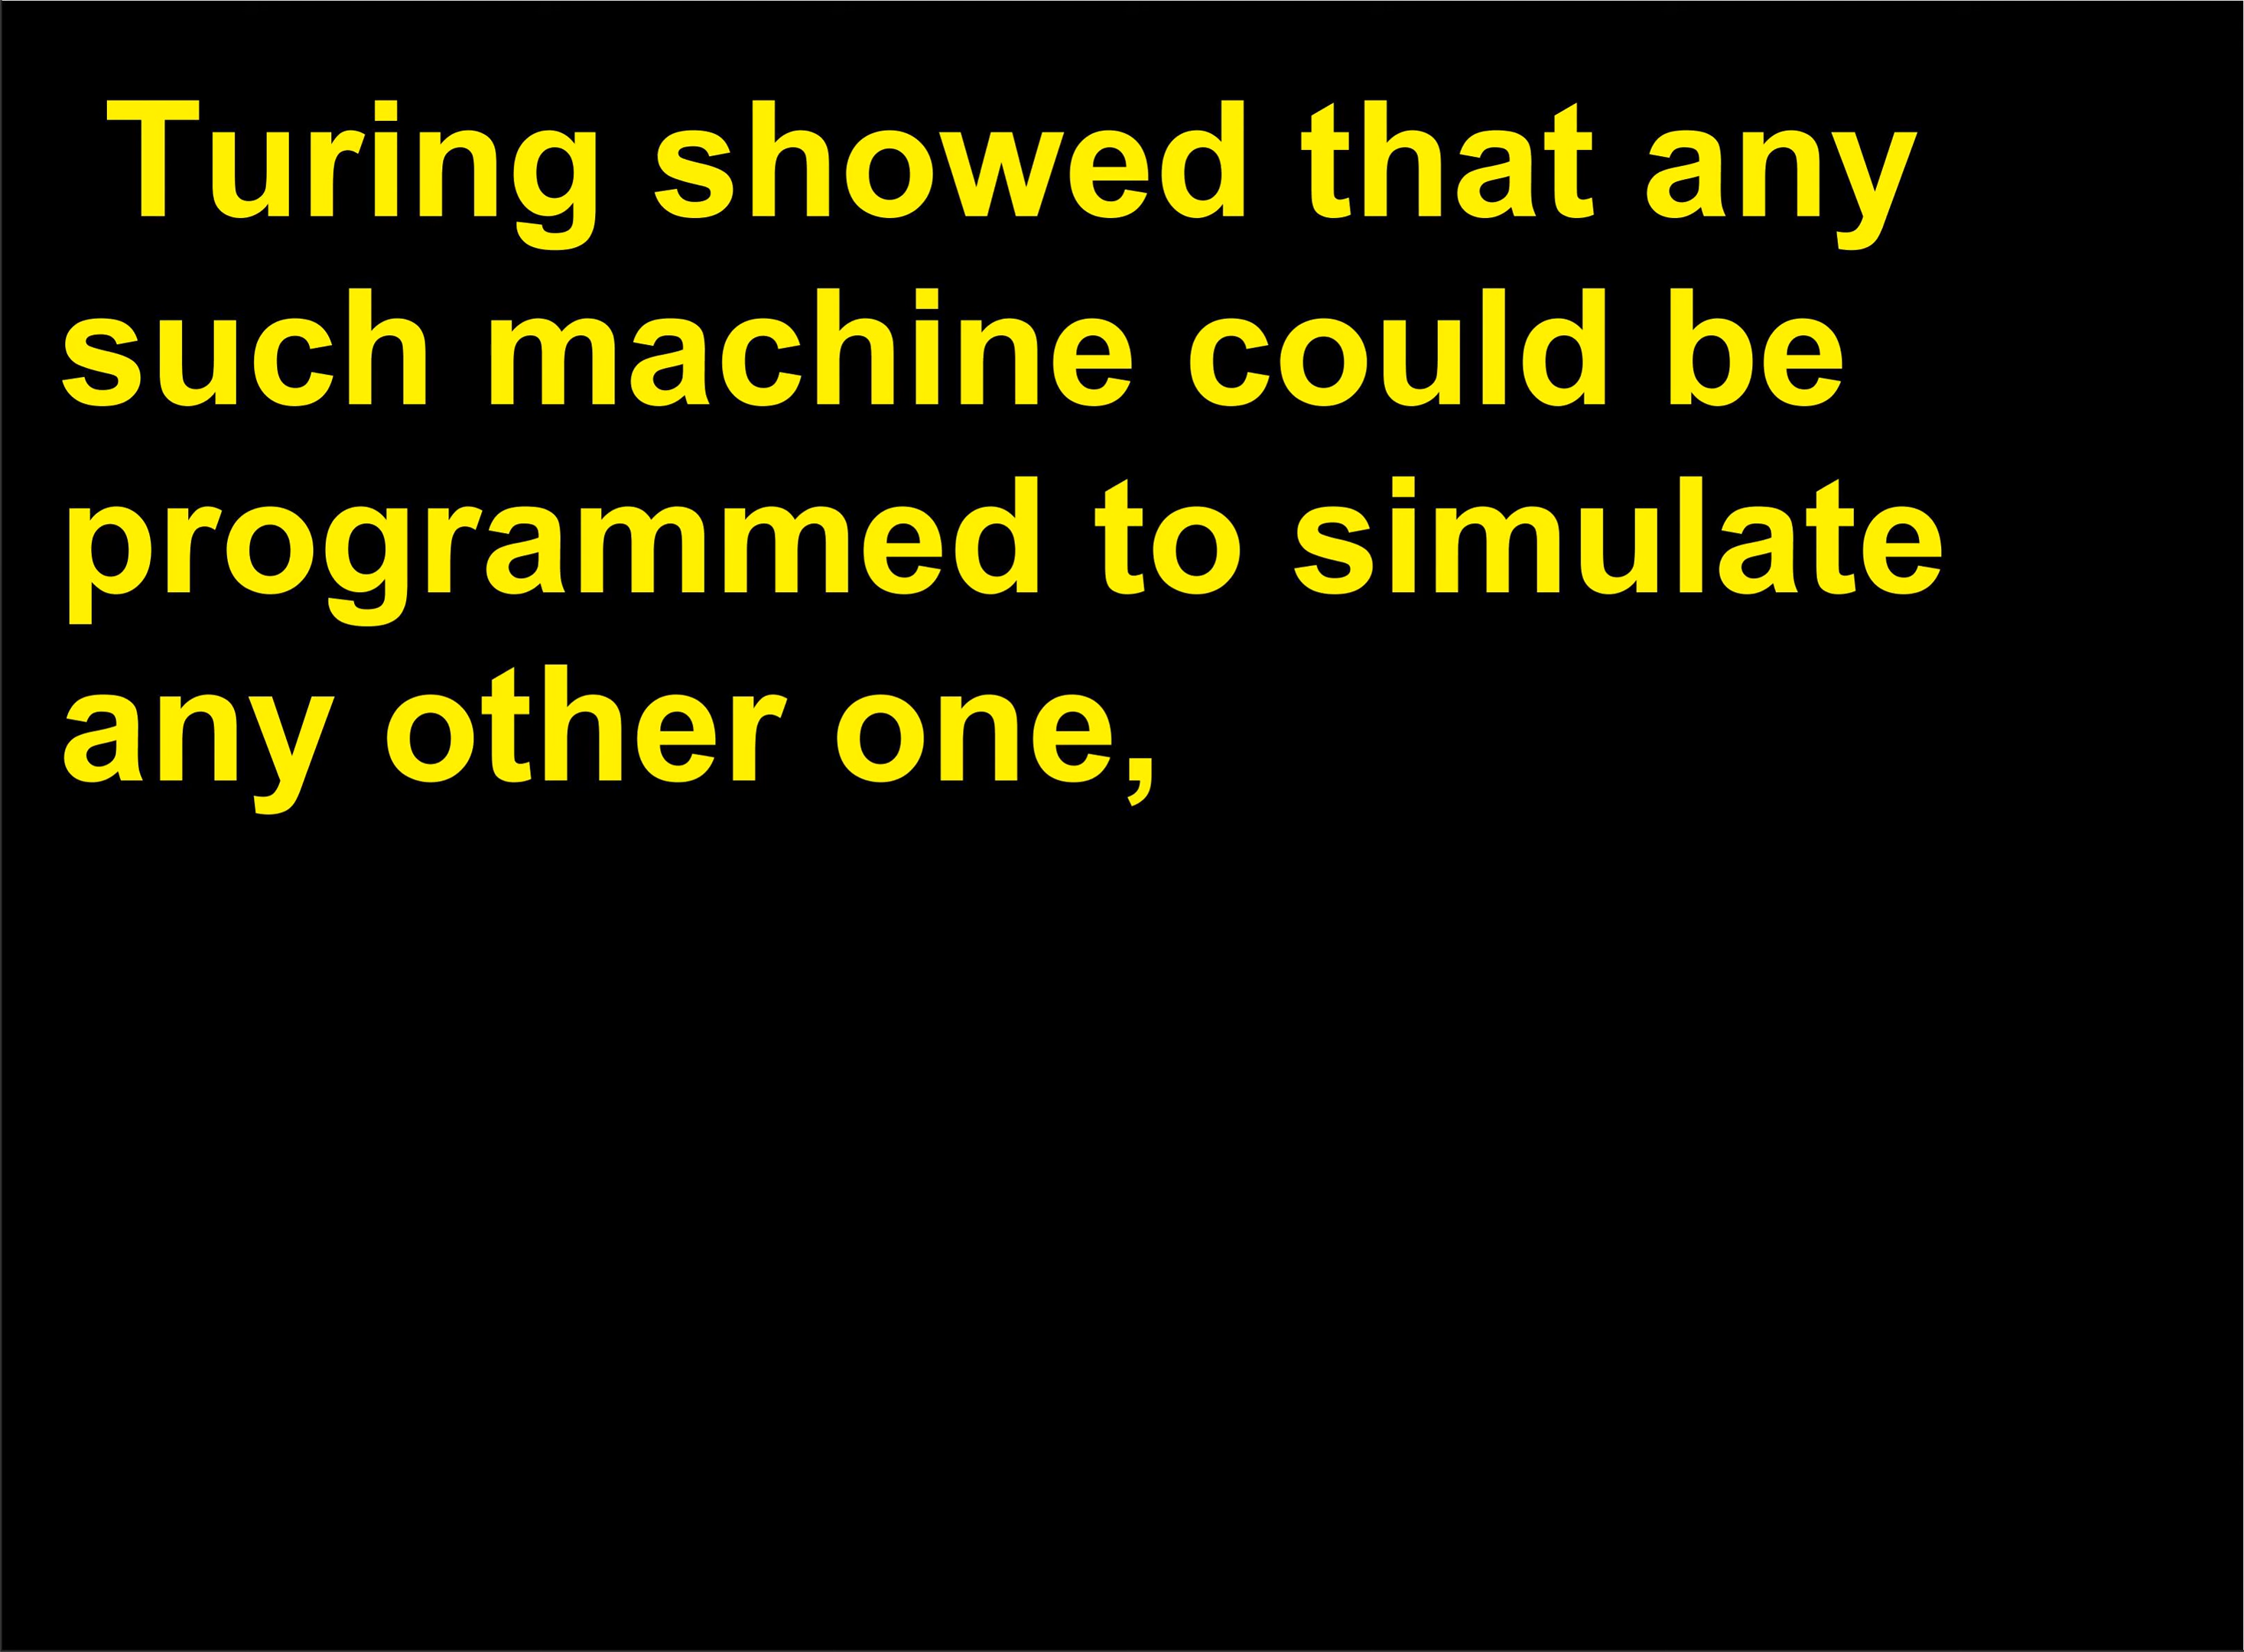 Turing showed that any
such machine could be
programmed to simulate
any other one,